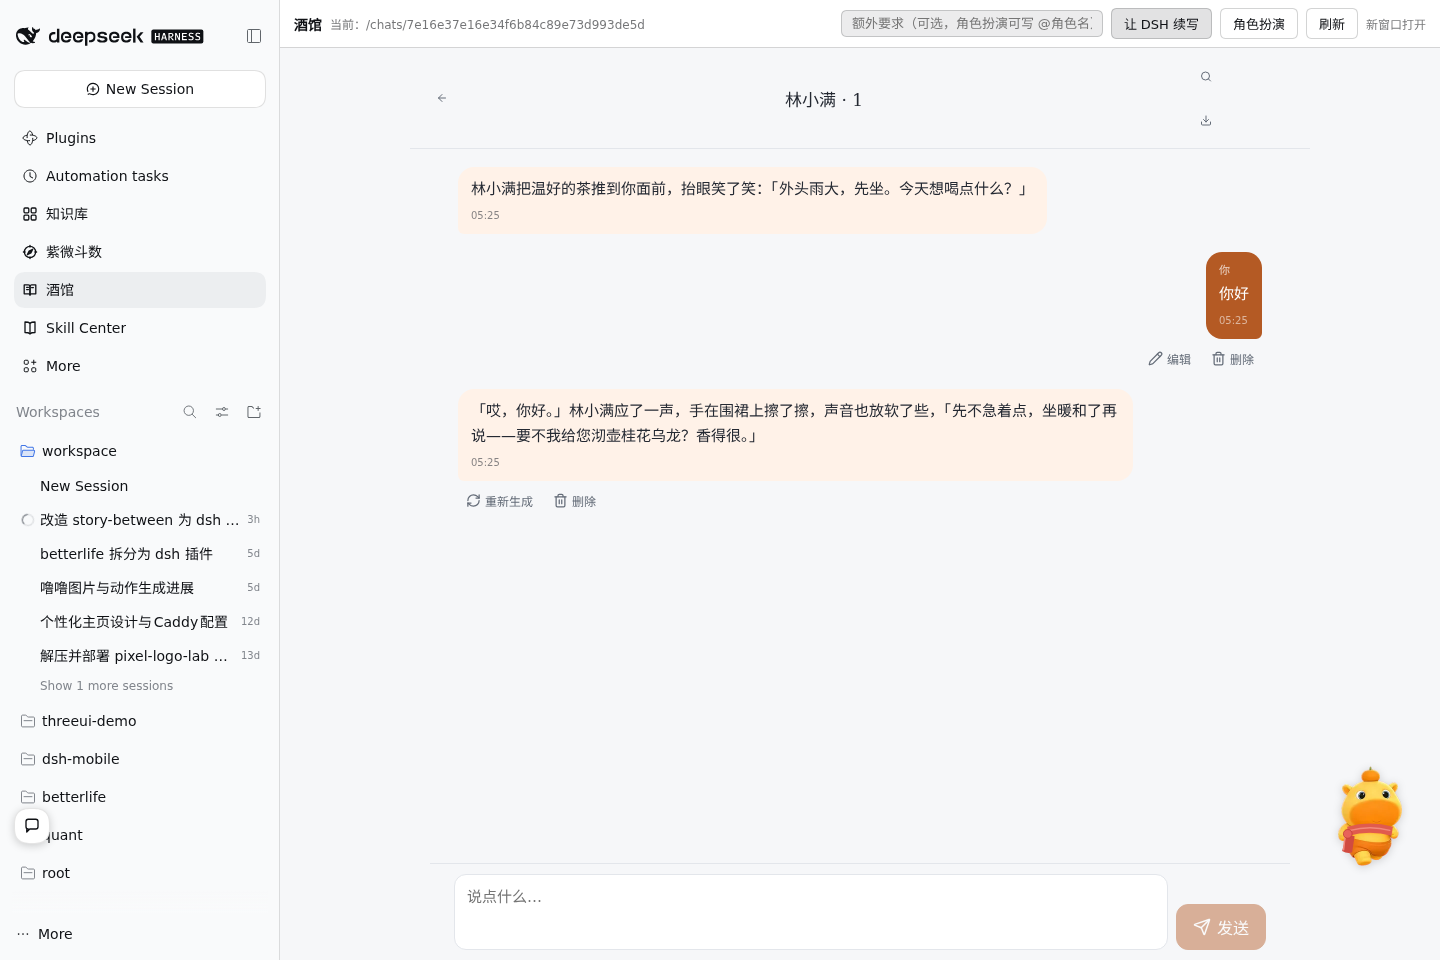 deepseek HARNESS
New Session
Plugins
Automation tasks
知识库
紫微斗数
酒馆
Skill Center
More
Workspaces
workspace
New Session
改造 story-between 为 dsh ... 3h
betterlife 拆分为 dsh 插件 5d
噜噜图片与动作生成进展 5d
个性化主页设计与Caddy配置 12d
解压并部署 pixel-logo-lab ... 13d
Show 1 more sessions
threeui-demo
dsh-mobile
betterlife
quant
root
··· More
酒馆 当前：/chats/7e16e37e16e34f6b84c89e73d993de5d
额外要求（可选，角色扮演可写 @角色名 让 DSH 续写 角色扮演 刷新 新窗口打开
林小满 · 1
林小满把温好的茶推到你面前，抬眼笑了笑：「外头雨大，先坐。今天想喝点什么？」
05:25
你
你好
05:25
编辑 删除
「哎，你好。」林小满应了一声，手在围裙上擦了擦，声音也放软了些，「先不急着点，坐暖和了再
说——要不我给您沏壶桂花乌龙？香得很。」
05:25
重新生成 删除
说点什么...
发送